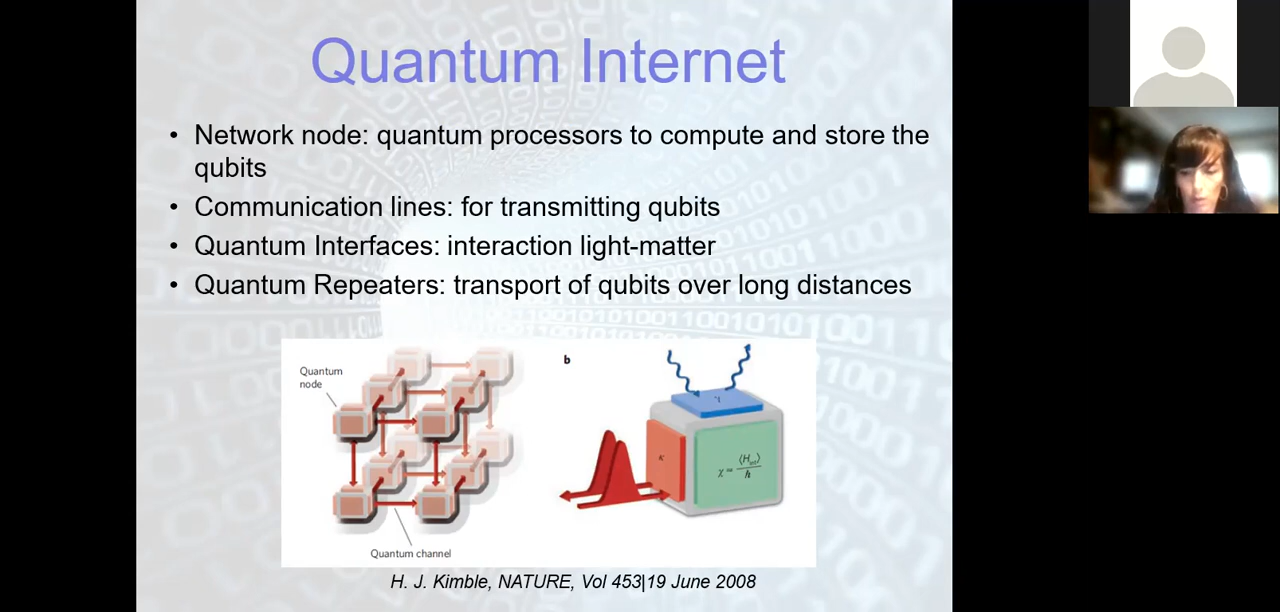 Quantum Internet
• Network node: quantum processors to compute and store the
qubits
• Communication lines: for transmitting qubits
• Quantum Interfaces: interaction light-matter
• Quantum Repeaters: transport of qubits over long distances
Quantum
node
Quantum channel
b
κ
χ ≈ ⟨H_int⟩
ℏ
H. J. Kimble, NATURE, Vol 453|19 June 2008